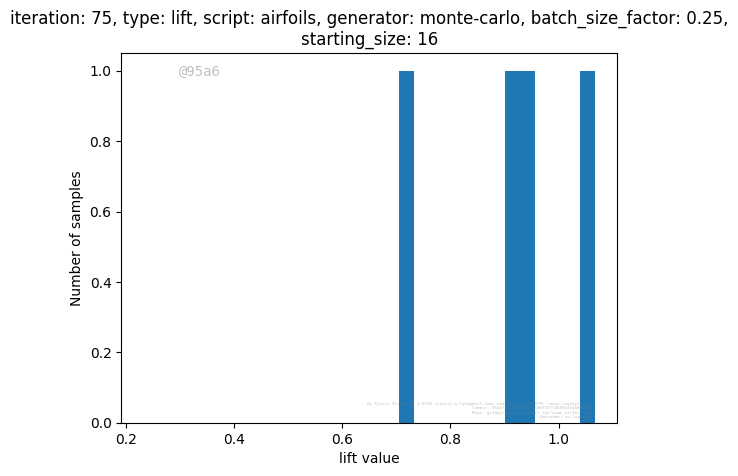 iteration: 75, type: lift, script: airfoils, generator: monte-carlo, batch_size_factor: 0.25,
starting_size: 16
@95a6
1.0
0.8
0.6
0.4
0.2
0.0
Number of samples
0.2 0.4 0.6 0.8 1.0
lift value